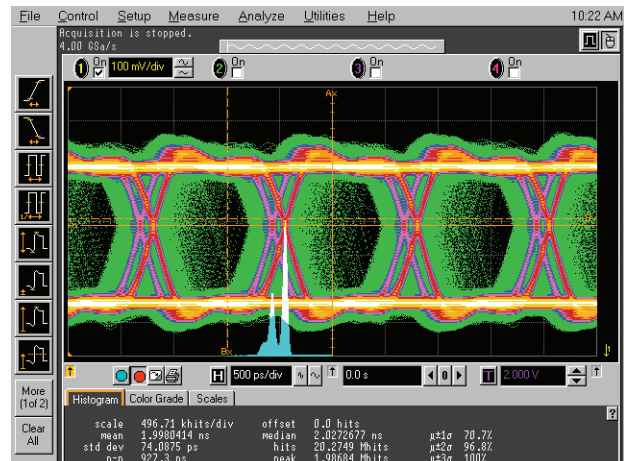 File Control Setup Measure Analyze Utilities Help 10:22 AM
Acquisition is stopped.
4.00 GSa/s
1 On 100 mV/div 2 On 3 On 4 On
Ax
Bx
H 500 ps/div 0.0 s 0 T 2.000 V
More
(1of 2)
Clear
All
Histogram Color Grade Scales
?
scale 496.71 khits/div offset 0.0 hits
mean 1.9980414 ns median 2.0272677 ns µ±1σ 70.7%
std dev 74.0875 ps hits 20.2749 Mhits µ±2σ 96.8%
p-p 927.3 ps peak 1.98684 Mhits µ±3σ 100%